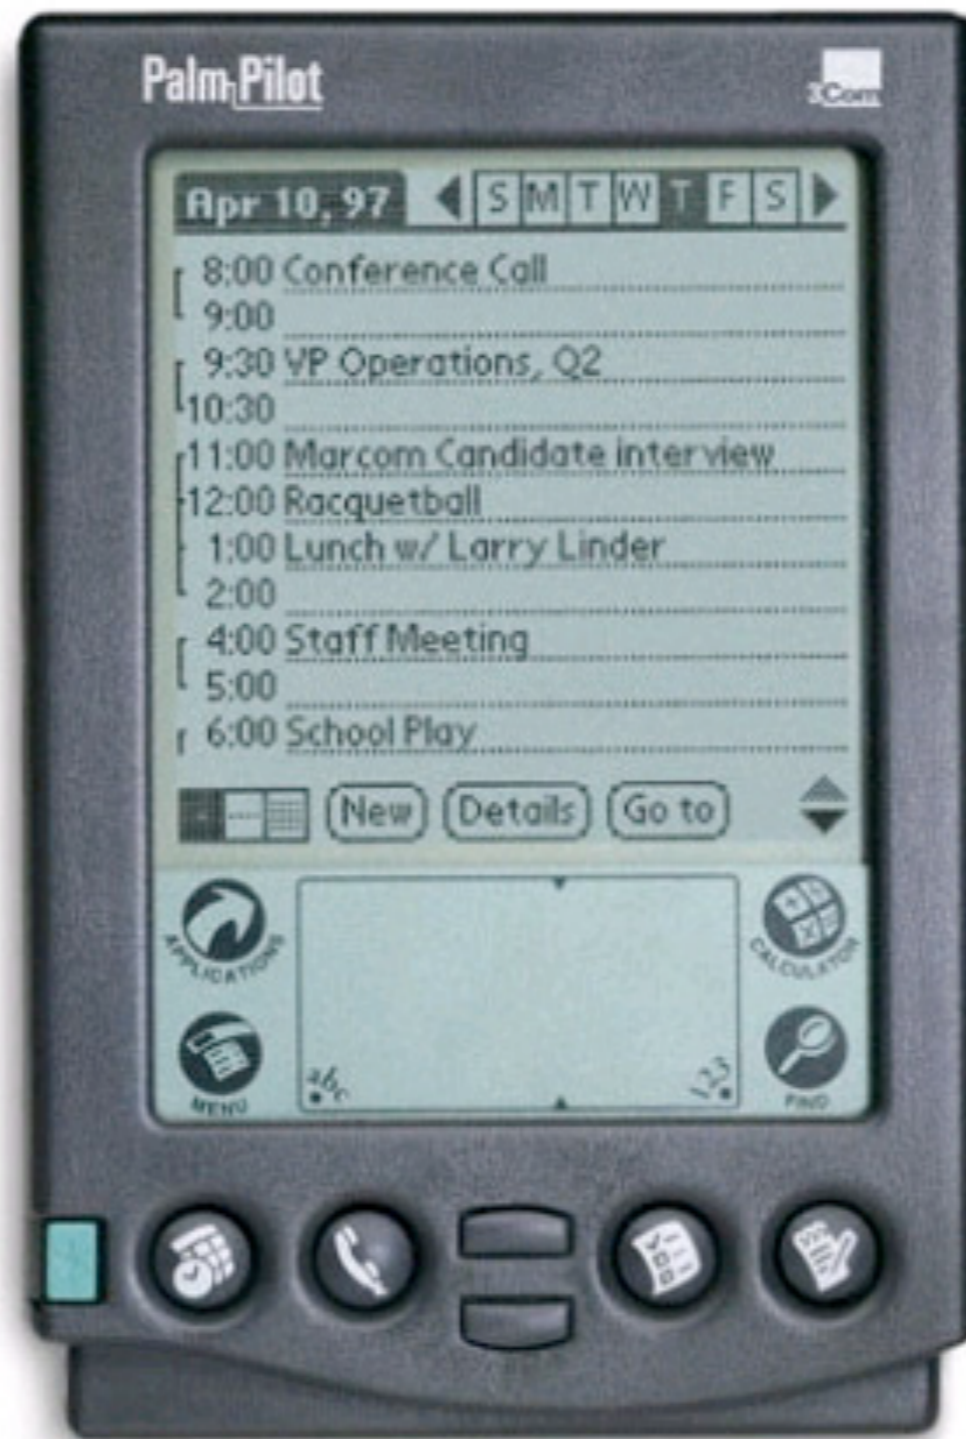 Palm Pilot
3Com
Apr 10, 97 S M T W T F S
8:00 Conference Call
9:00
9:30 VP Operations, Q2
10:30
11:00 Marcom Candidate interview
12:00 Racquetball
1:00 Lunch w/ Larry Linder
2:00
4:00 Staff Meeting
5:00
6:00 School Play
New Details Go to
APPLICATIONS
CALCULATOR
MENU
abc
123
FIND